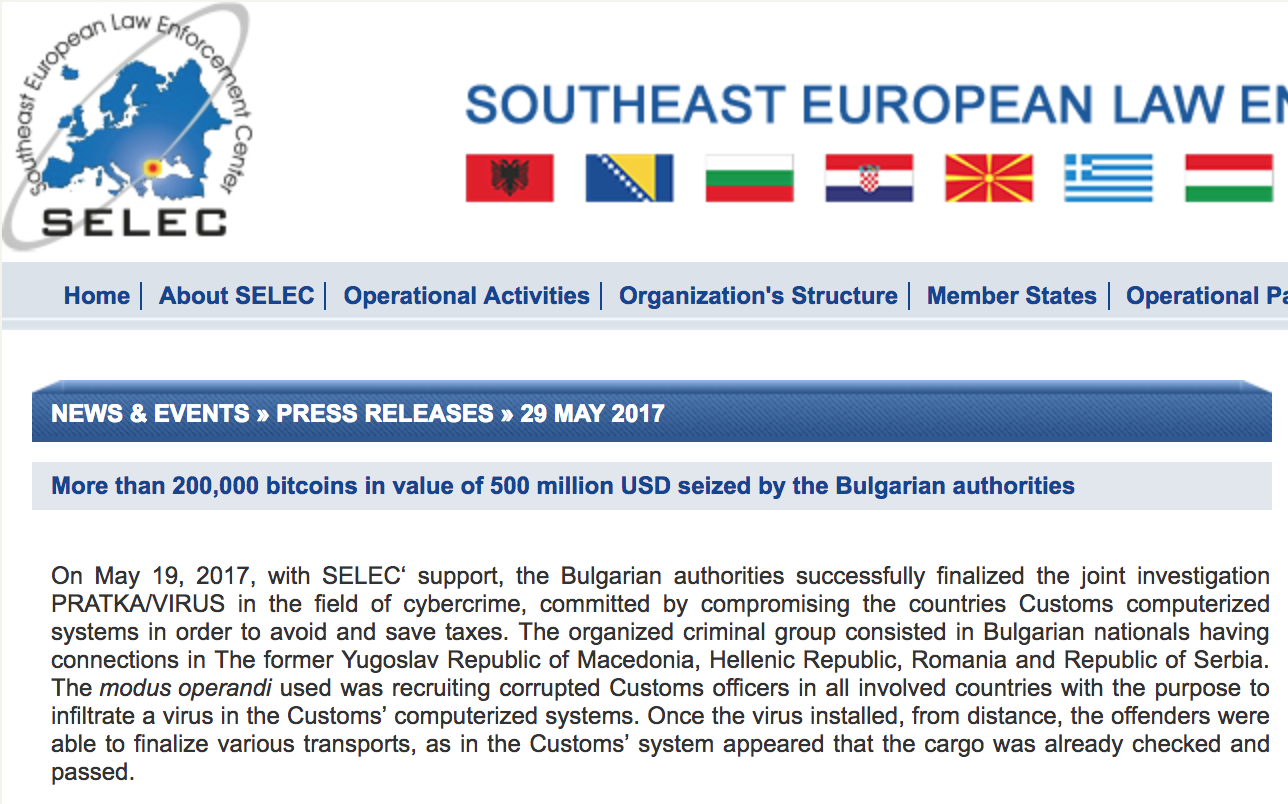 Southeast European Law Enforcement Center
SELEC
SOUTHEAST EUROPEAN LAW EN
Home
About SELEC
Operational Activities
Organization's Structure
Member States
Operational Pa
NEWS & EVENTS » PRESS RELEASES » 29 MAY 2017
More than 200,000 bitcoins in value of 500 million USD seized by the Bulgarian authorities
On May 19, 2017, with SELEC‘ support, the Bulgarian authorities successfully finalized the joint investigation
PRATKA/VIRUS in the field of cybercrime, committed by compromising the countries Customs computerized
systems in order to avoid and save taxes. The organized criminal group consisted in Bulgarian nationals having
connections in The former Yugoslav Republic of Macedonia, Hellenic Republic, Romania and Republic of Serbia.
The modus operandi used was recruiting corrupted Customs officers in all involved countries with the purpose to
infiltrate a virus in the Customs’ computerized systems. Once the virus installed, from distance, the offenders were
able to finalize various transports, as in the Customs’ system appeared that the cargo was already checked and
passed.